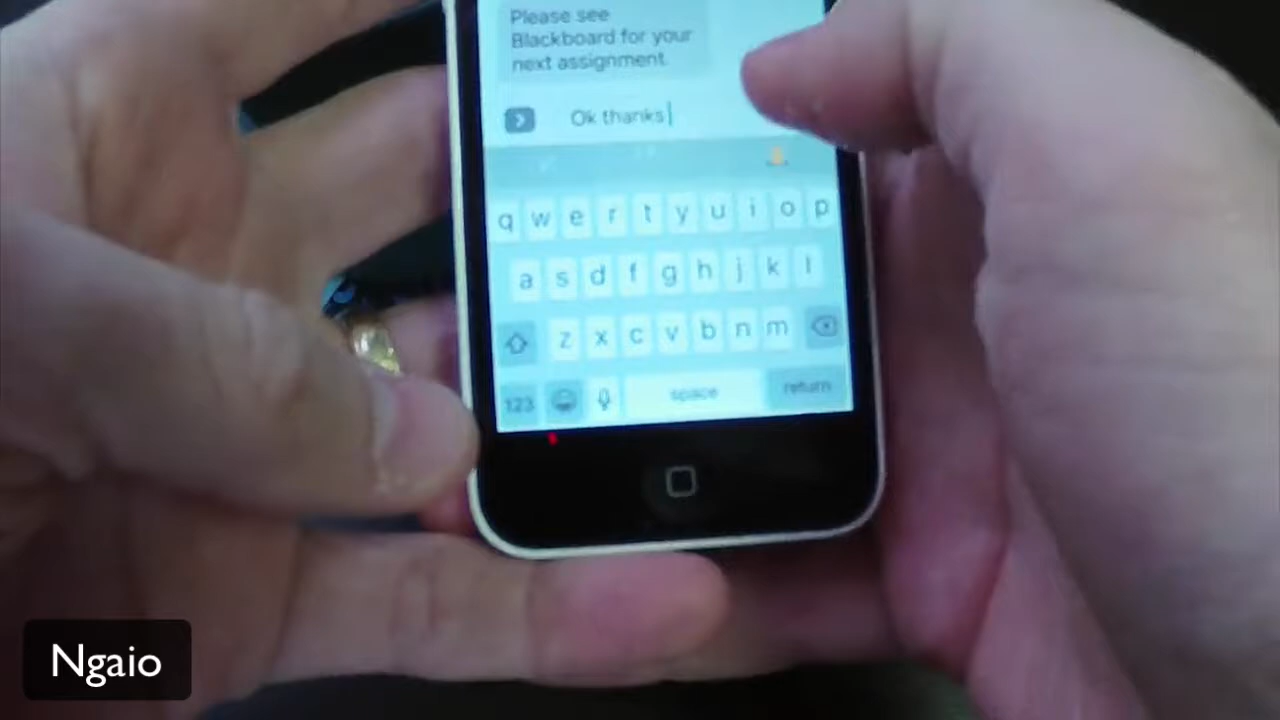 Please see
Blackboard for your
next assignment.
Ok thanks
q w e r t y u i o p
a s d f g h j k l
z x c v b n m
123 space return
Ngaio